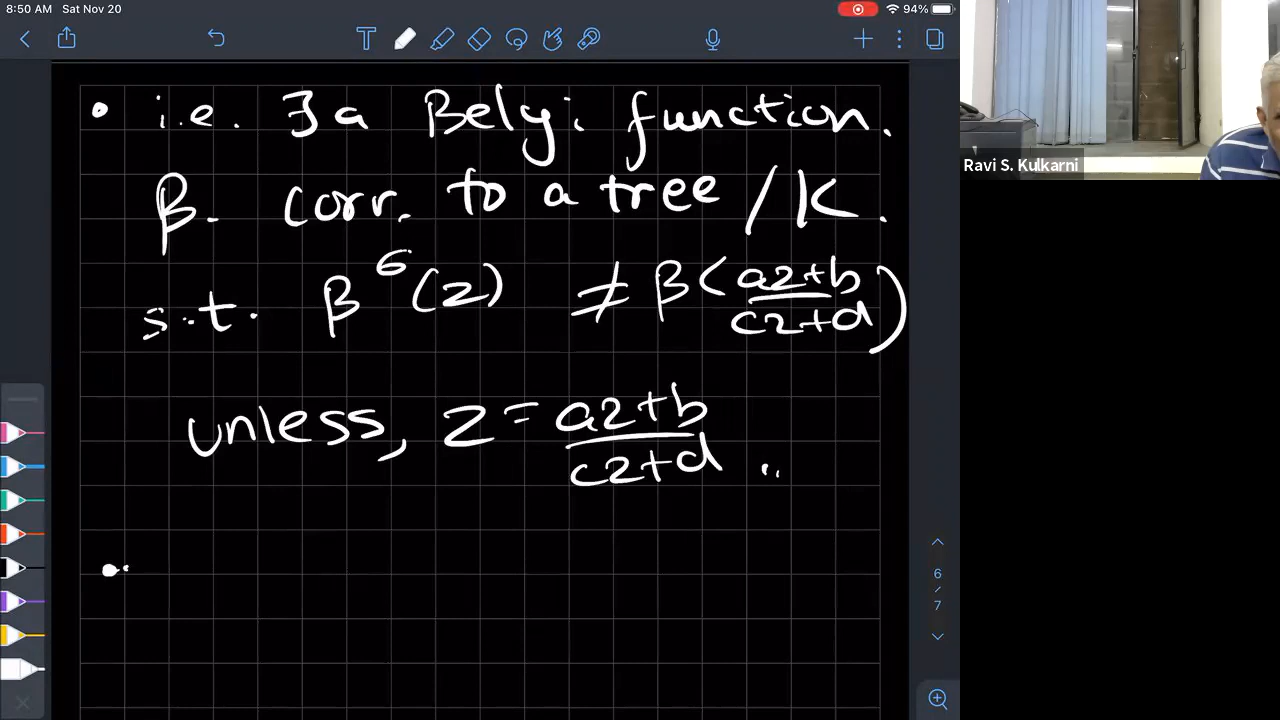 8:50 AM Sat Nov 20
94%
• i.e. ∃ a Belyi function.
β. corr. to a tree / K.
s.t. β^σ(z) ≠ β(az+b/cz+d)
unless, z = az+b/cz+d ..
•
6
/
7
Ravi S. Kulkarni